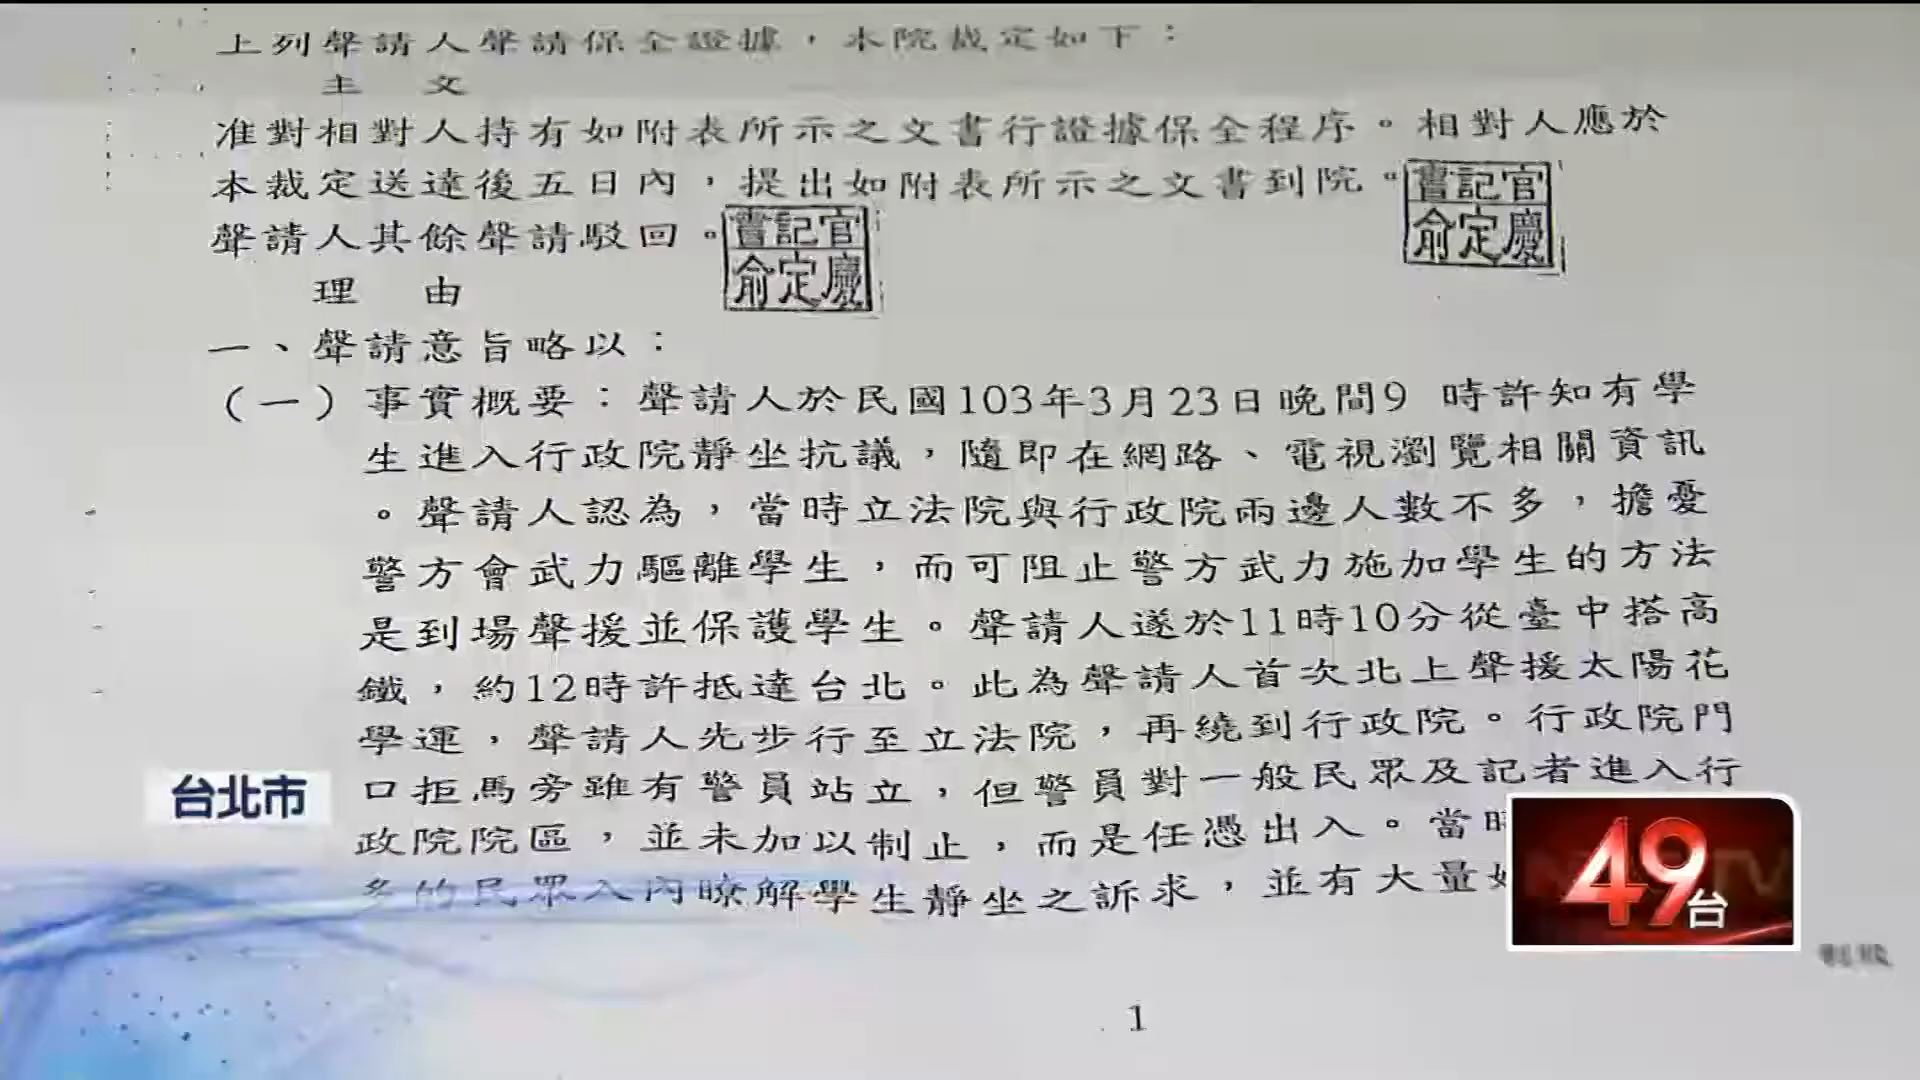 上列聲請人聲請保全證據，本院裁定如下：
主 文
准對相對人持有如附表所示之文書行證據保全程序。相對人應於
本裁定送達後五日內，提出如附表所示之文書到院。
書記官
俞定慶
聲請人其餘聲請駁回。
書記官
俞定慶
理 由
一、聲請意旨略以：
（一）事實概要：聲請人於民國103年3月23日晚間9 時許知有學
生進入行政院靜坐抗議，隨即在網路、電視瀏覽相關資訊
。聲請人認為，當時立法院與行政院兩邊人數不多，擔憂
警方會武力驅離學生，而可阻止警方武力施加學生的方法
是到場聲援並保護學生。聲請人遂於11時10分從臺中搭高
鐵，約12時許抵達台北。此為聲請人首次北上聲援太陽花
學運，聲請人先步行至立法院，再繞到行政院。行政院門
口拒馬旁雖有警員站立，但警員對一般民眾及記者進入行
政院院區，並未加以制止，而是任憑出入。當時
多的民眾入內瞭解學生靜坐之訴求，並有大量
台北市
49台
1